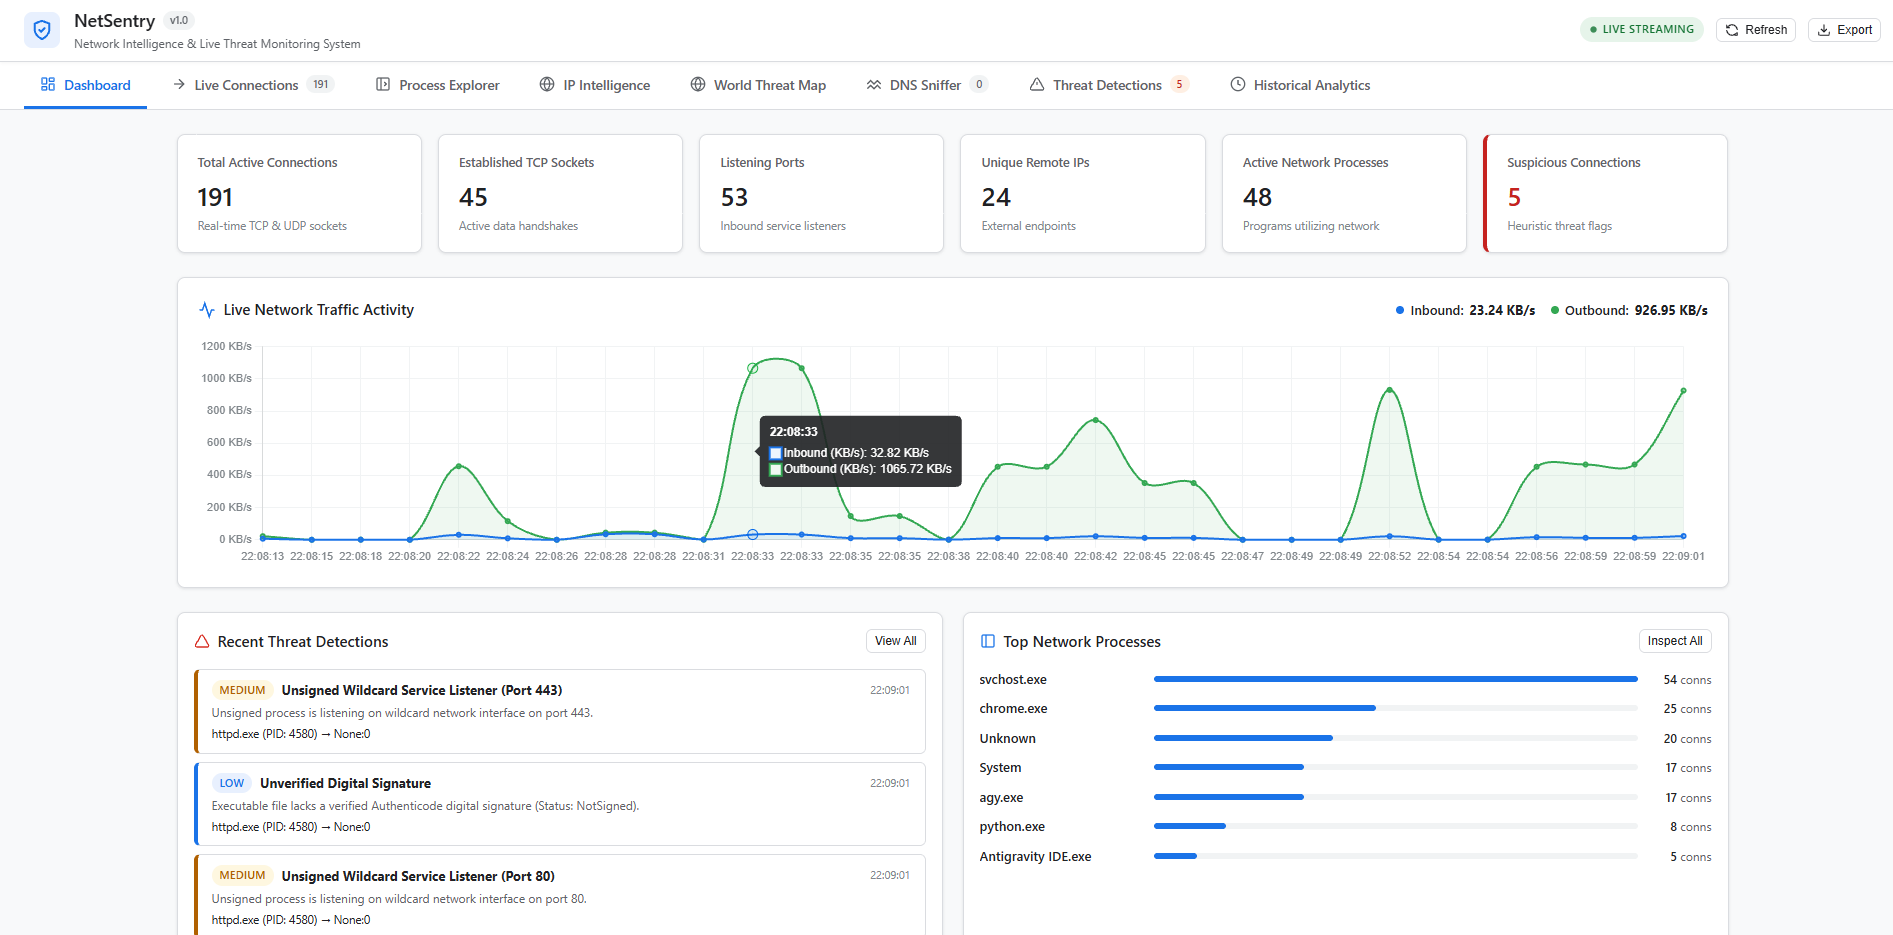 NetSentry v1.0
Network Intelligence & Live Threat Monitoring System
LIVE STREAMING
Refresh
Export
Dashboard
Live Connections 191
Process Explorer
IP Intelligence
World Threat Map
DNS Sniffer 0
Threat Detections 5
Historical Analytics
Total Active Connections
191
Real-time TCP & UDP sockets
Established TCP Sockets
45
Active data handshakes
Listening Ports
53
Inbound service listeners
Unique Remote IPs
24
External endpoints
Active Network Processes
48
Programs utilizing network
Suspicious Connections
5
Heuristic threat flags
Live Network Traffic Activity
Inbound: 23.24 KB/s
Outbound: 926.95 KB/s
1200 KB/s
1000 KB/s
800 KB/s
600 KB/s
400 KB/s
200 KB/s
0 KB/s
22:08:33
Inbound (KB/s): 32.82 KB/s
Outbound (KB/s): 1065.72 KB/s
22:08:13 22:08:15 22:08:18 22:08:20 22:08:22 22:08:24 22:08:26 22:08:28 22:08:28 22:08:31 22:08:33 22:08:33 22:08:35 22:08:35 22:08:38 22:08:40 22:08:40 22:08:42 22:08:45 22:08:45 22:08:47 22:08:49 22:08:49 22:08:52 22:08:54 22:08:54 22:08:56 22:08:59 22:08:59 22:09:01
Recent Threat Detections
View All
MEDIUM Unsigned Wildcard Service Listener (Port 443) 22:09:01
Unsigned process is listening on wildcard network interface on port 443.
httpd.exe (PID: 4580) → None:0
LOW Unverified Digital Signature 22:09:01
Executable file lacks a verified Authenticode digital signature (Status: NotSigned).
httpd.exe (PID: 4580) → None:0
MEDIUM Unsigned Wildcard Service Listener (Port 80) 22:09:01
Unsigned process is listening on wildcard network interface on port 80.
httpd.exe (PID: 4580) → None:0
Top Network Processes
Inspect All
svchost.exe 54 conns
chrome.exe 25 conns
Unknown 20 conns
System 17 conns
agy.exe 17 conns
python.exe 8 conns
Antigravity IDE.exe 5 conns